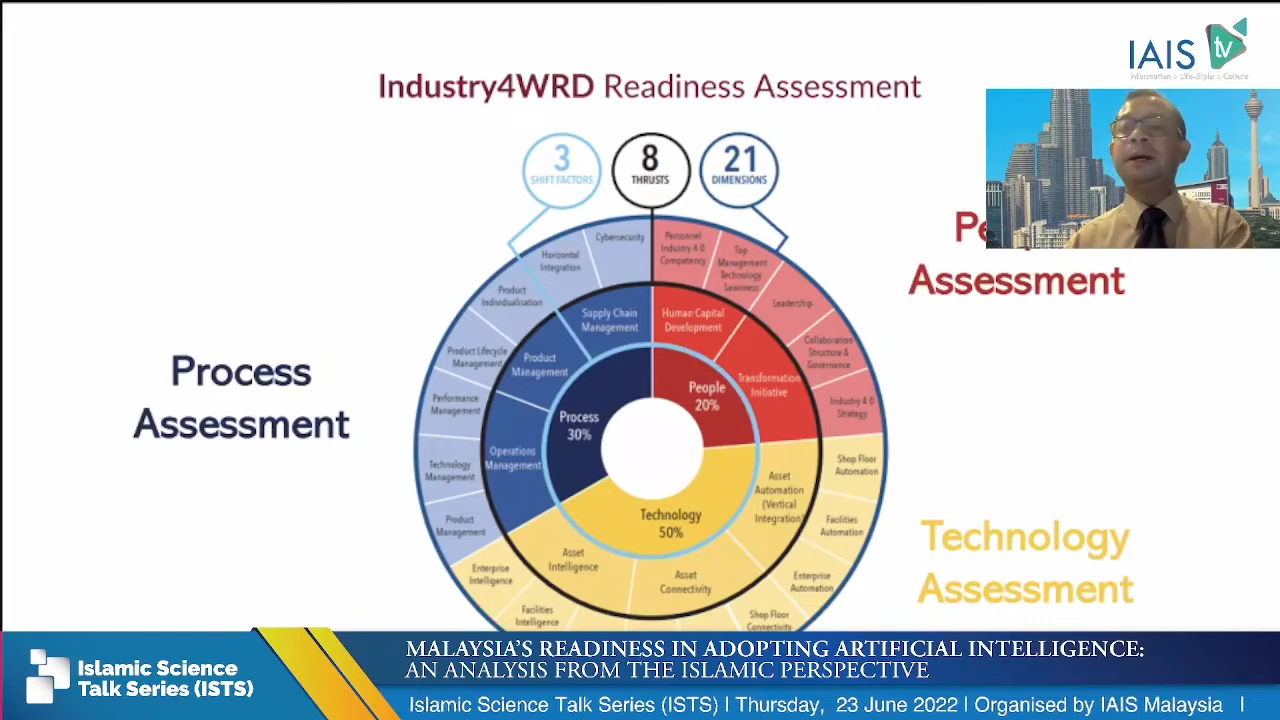 IAIS tv
Information :: Life-Style :: Culture
Industry4WRD Readiness Assessment
3
SHIFT FACTORS
8
THRUSTS
21
DIMENSIONS
Cybersecurity
Horizontal
Integration
Product
Individualisation
Product Lifecycle
Management
Performance
Management
Technology
Management
Product
Management
Personnel
Industry 4.0
Competency
Top
Management
Technology
Savviness
Leadership
Collaboration
Structure &
Governance
Industry 4.0
Strategy
Shop Floor
Automation
Facilities
Automation
Enterprise
Automation
Shop Floor
Connectivity
Facilities
Intelligence
Enterprise
Intelligence
Supply Chain
Management
Product
Management
Operations
Management
Human Capital
Development
Transformation
Initiative
Asset
Automation
(Vertical
Integration)
Asset
Connectivity
Asset
Intelligence
Process
30%
People
20%
Technology
50%
Process
Assessment
Assessment
Technology
Assessment
Islamic Science
Talk Series (ISTS)
MALAYSIA'S READINESS IN ADOPTING ARTIFICIAL INTELLIGENCE:
AN ANALYSIS FROM THE ISLAMIC PERSPECTIVE
Islamic Science Talk Series (ISTS) I Thursday, 23 June 2022 I Organised by IAIS Malaysia I